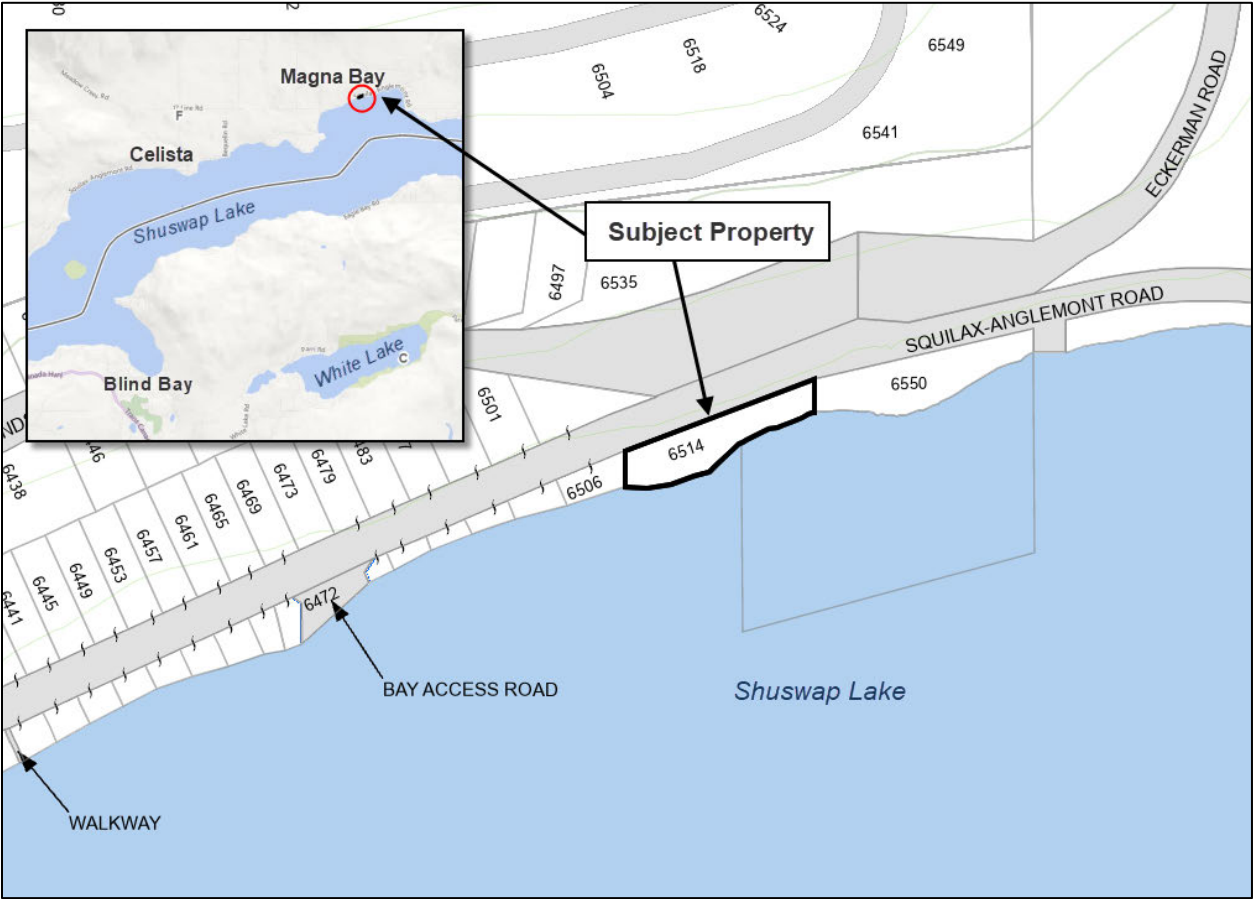 Magna Bay
Celista
F
Shuswap Lake
White Lake
C
Blind Bay
Subject Property
6524
6518
6504
6549
6541
ECKERMAN ROAD
6497
6535
SQUILAX-ANGLEMONT ROAD
6550
6501
6514
6506
483
6479
6473
6469
6465
6461
6457
6453
6449
6445
6441
6438
46
6472
BAY ACCESS ROAD
Shuswap Lake
WALKWAY